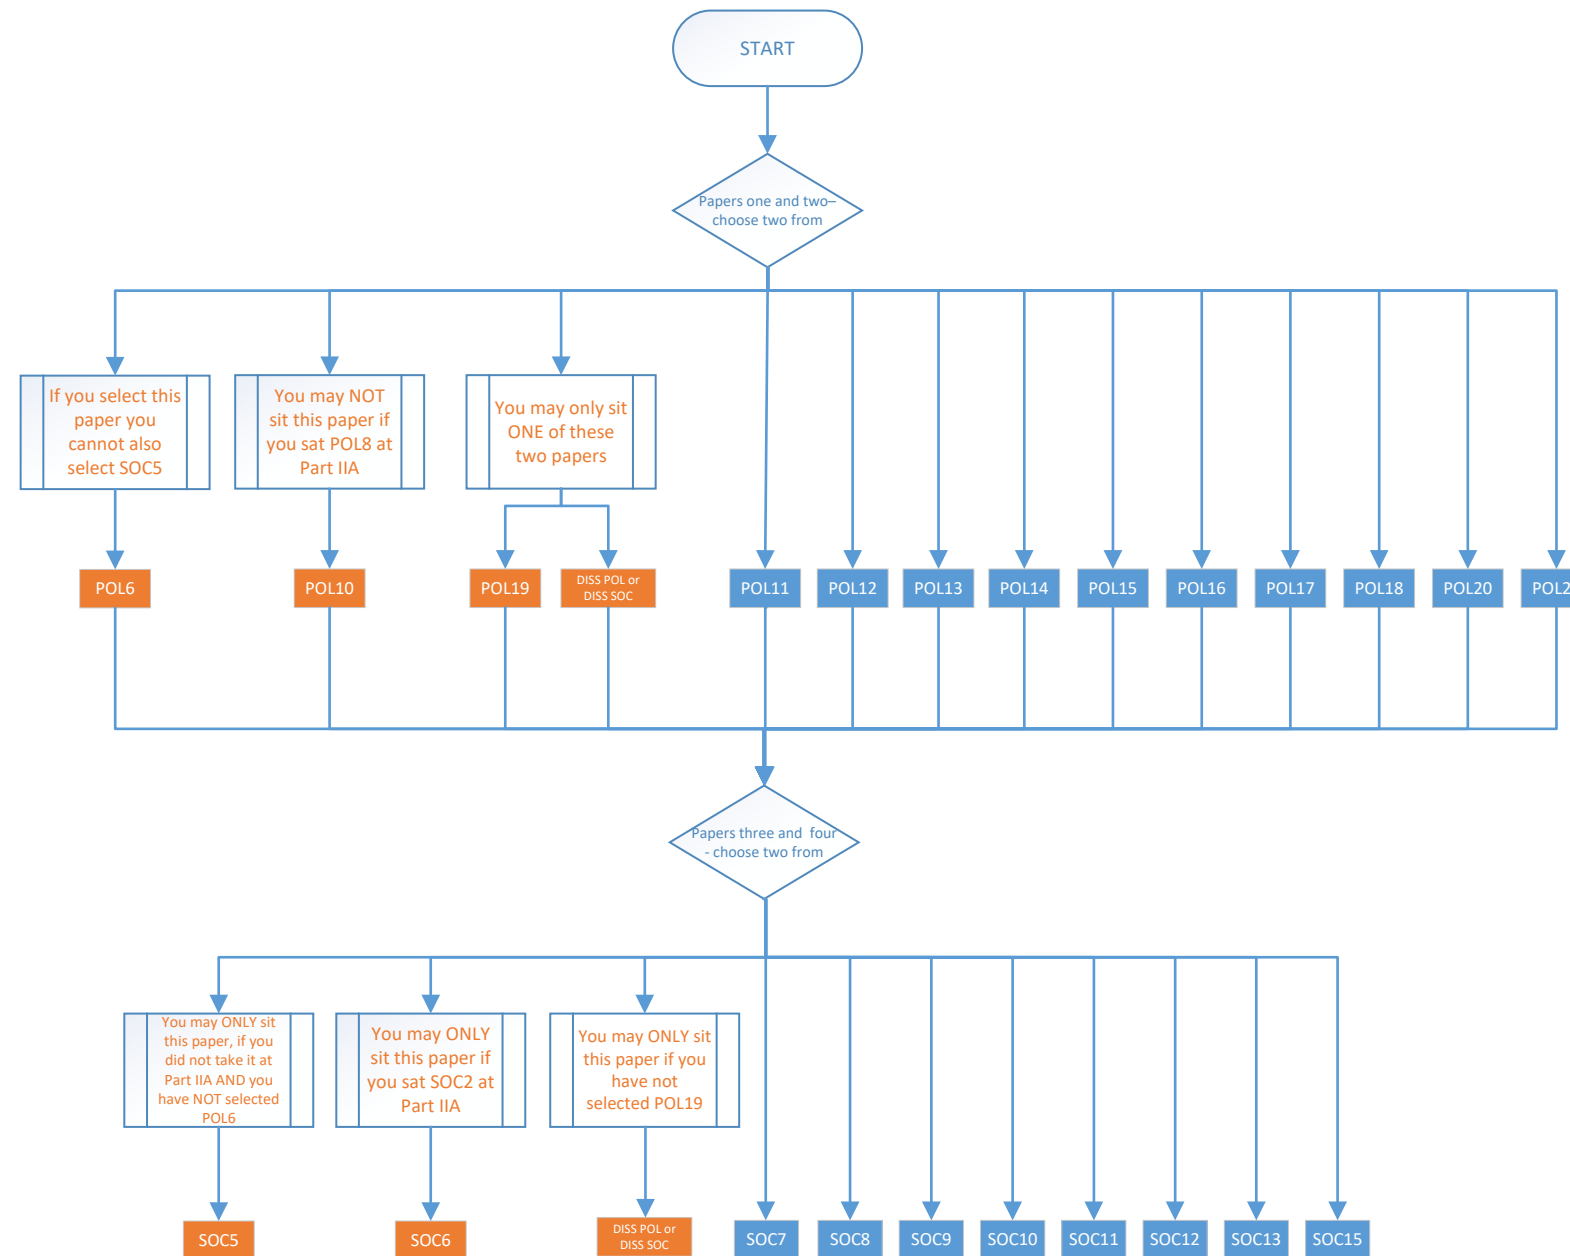 START
Papers one and two–
choose two from
If you select this
paper you
cannot also
select SOC5
You may NOT
sit this paper if
you sat POL8 at
Part IIA
You may only sit
ONE of these
two papers
POL6
POL10
POL19
DISS POL or
DISS SOC
POL11
POL12
POL13
POL14
POL15
POL16
POL17
POL18
POL20
Papers three and  four
- choose two from
You may ONLY sit
this paper, if you
did not take it at
Part IIA AND you
have NOT selected
POL6
You may ONLY
sit this paper if
you sat SOC2 at
Part IIA
You may ONLY sit
this paper if you
have not
selected POL19
SOC5
SOC6
DISS POL or
DISS SOC
SOC7
SOC8
SOC9
SOC10
SOC11
SOC12
SOC13
SOC15